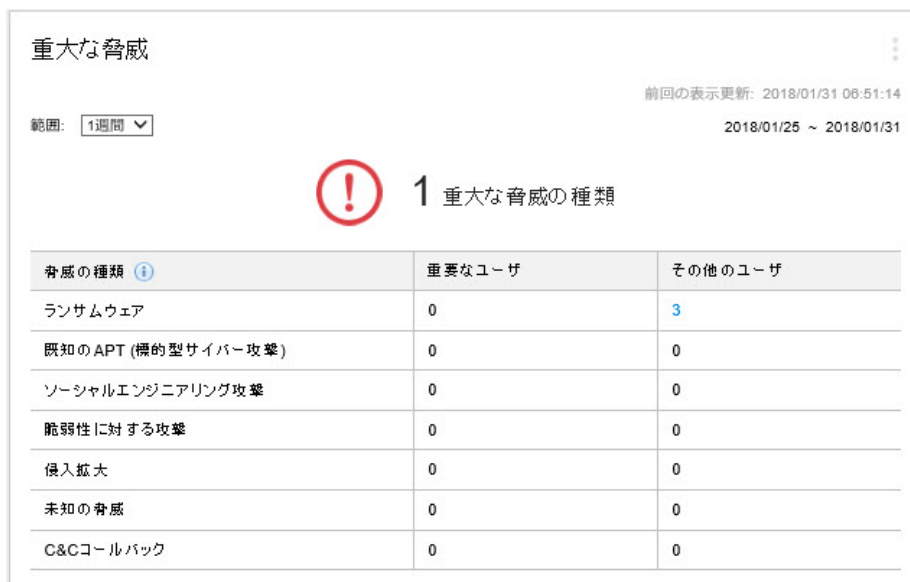 重大な脅威
前回の表示更新: 2018/01/31 06:51:14
範囲: 1週間 2018/01/25 ~ 2018/01/31
1 重大な脅威の種類
脅威の種類 重要なユーザ その他のユーザ
ランサムウェア 0 3
既知のAPT (標的型サイバー攻撃) 0 0
ソーシャルエンジニアリング攻撃 0 0
脆弱性に対する攻撃 0 0
侵入拡大 0 0
未知の脅威 0 0
C&Cコールバック 0 0